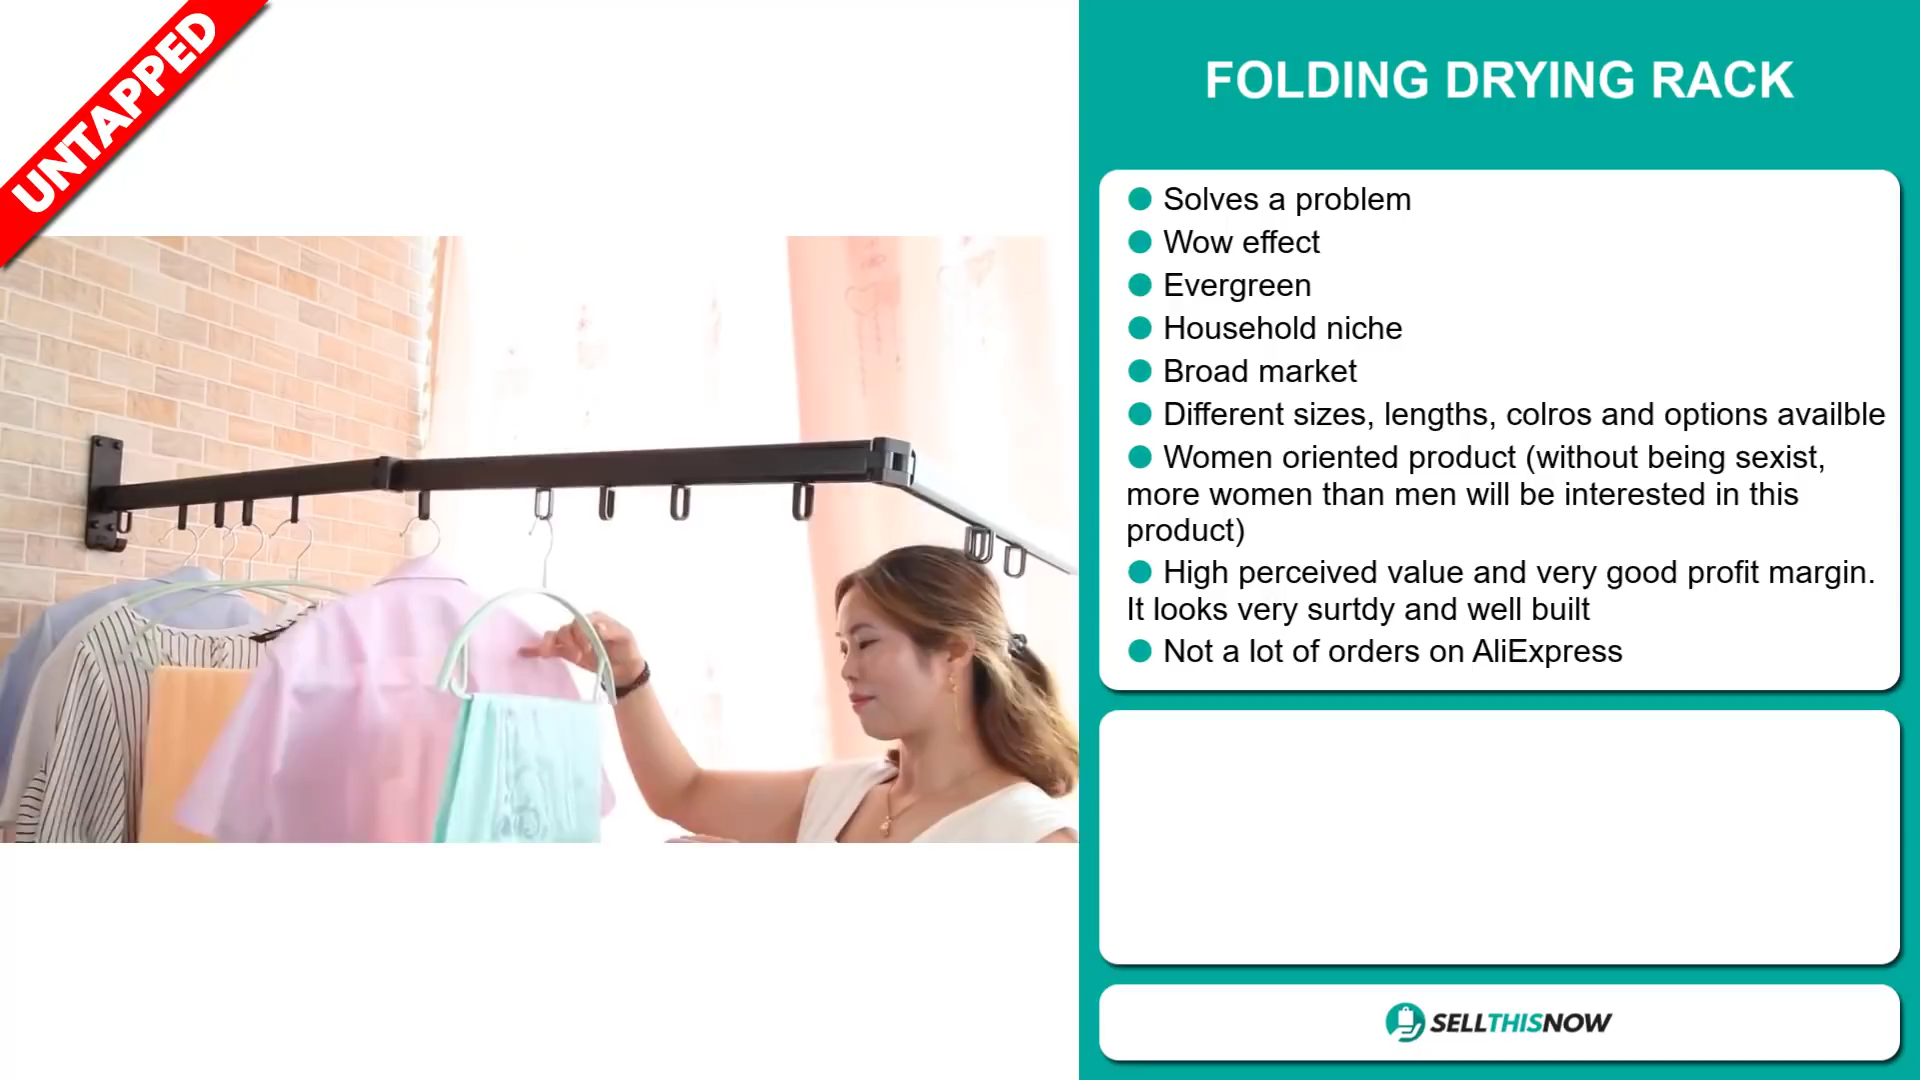 UNTAPPED
FOLDING DRYING RACK
Solves a problem
Wow effect
Evergreen
Household niche
Broad market
Different sizes, lengths, colros and options availble
Women oriented product (without being sexist,
more women than men will be interested in this
product)
High perceived value and very good profit margin.
It looks very surtdy and well built
Not a lot of orders on AliExpress
SELLTHISNOW